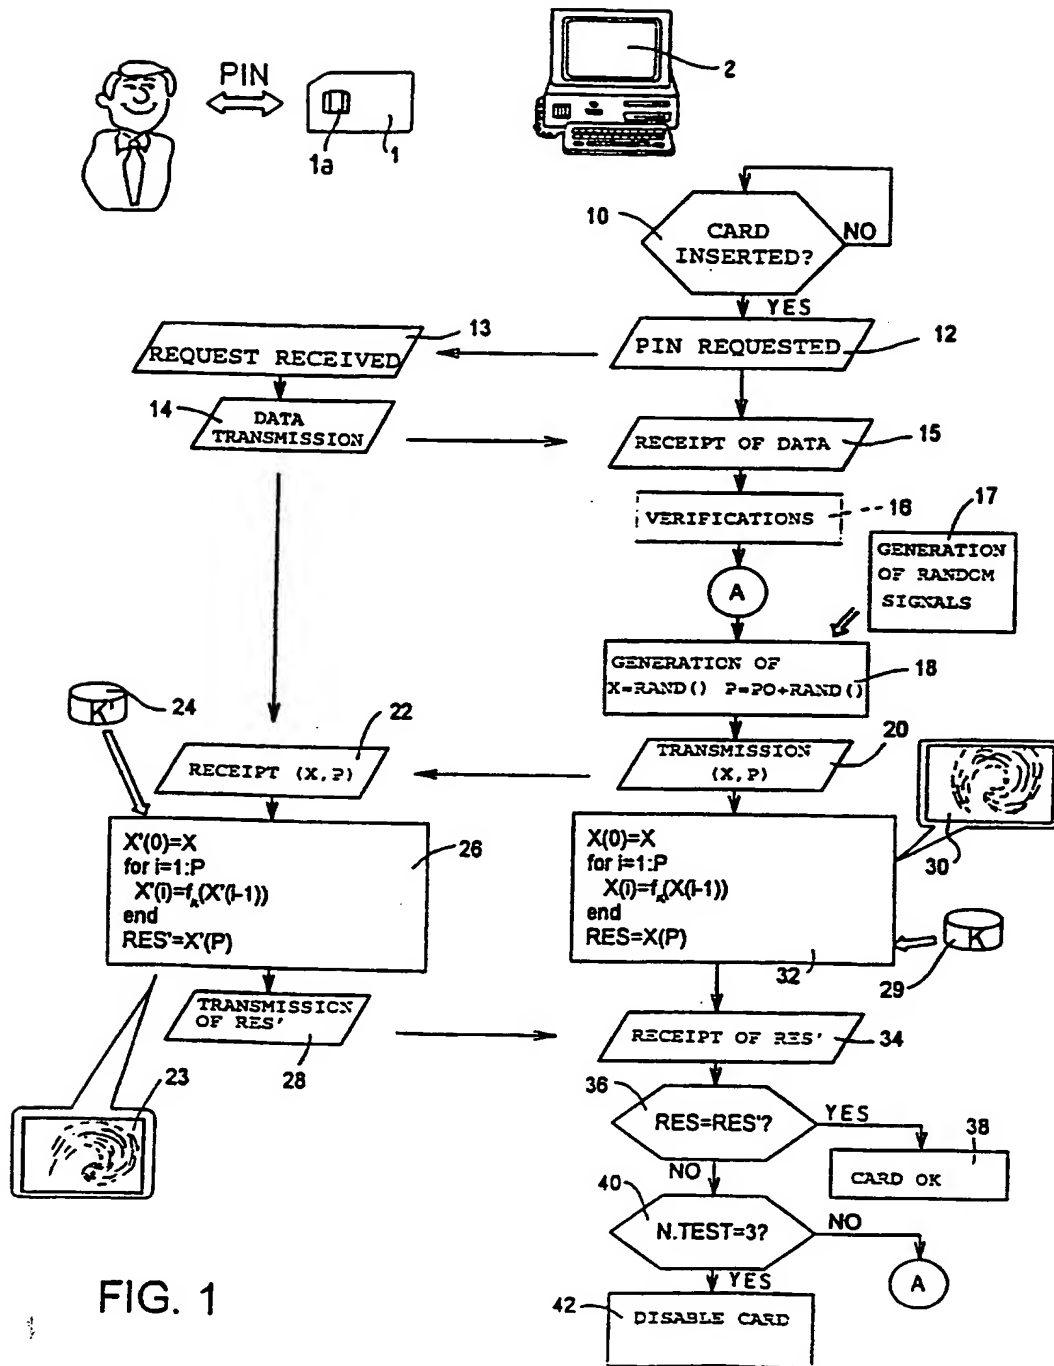 PIN
1a
1
2
10
CARD
INSERTED?
NO
YES
13
REQUEST RECEIVED
PIN REQUESTED
12
14
DATA
TRANSMISSION
RECEIPT OF DATA
15
VERIFICATIONS
16
17
GENERATION
OF RANDOM
SIGNALS
A
GENERATION OF
X=RAND() P=PO+RAND()
18
24
K'
22
RECEIPT (X,P)
TRANSMISSION
(X,P)
20
30
X'(0)=X
for i=1:P
X'(i)=fk(X'(i-1))
end
RES'=X'(P)
26
X(0)=X
for i=1:P
X(i)=fk(X(i-1))
end
RES=X(P)
32
K
29
TRANSMISSION
OF RES'
28
RECEIPT OF RES'
34
23
36
RES=RES'?
YES
38
CARD OK
NO
40
N.TEST=3?
NO
A
YES
42
DISABLE CARD
FIG. 1